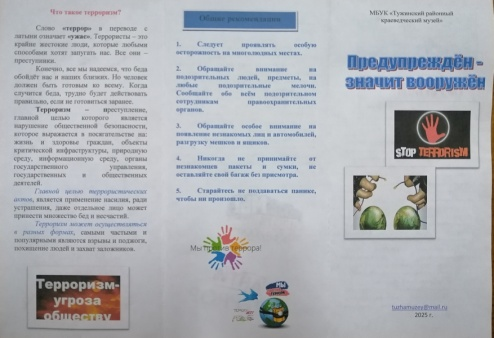 Что такое терроризм?
Слово «террор» в переводе с
латыни означает «ужас». Террористы – это
крайне жестокие люди, которые любыми
способами хотят запугать нас. Все они –
преступники.
Конечно, все мы надеемся, что беда
обойдёт нас и наших близких. Но человек
должен быть готовым ко всему. Когда
случится беда, трудно будет действовать
правильно, если не готовиться заранее.
Терроризм – преступление,
главной целью которого является
нарушение общественной безопасности,
которое выражается в посягательстве на:
жизнь и здоровье граждан, объекты
критической инфраструктуры, природную
среду, информационную среду, органы
государственного управления,
государственных и общественных
деятелей.
Главной целью террористических
актов, является применение насилия, ради
устрашения, даже отдельное лицо может
принести множество бед и несчастий.
Терроризм может осуществляться
в разных формах, самыми частыми и
популярными являются взрывы и поджоги,
похищение людей и захват заложников.
Терроризм-
угроза
обществу
Общие рекомендации
1. Следует проявлять особую
осторожность на многолюдных местах.
2. Обращайте внимание на
подозрительных людей, предметы, на
любые подозрительные мелочи.
Сообщайте обо всём подозрительном
сотрудникам правоохранительных
органов.
3. Обращайте особое внимание на
появление незнакомых лиц и автомобилей,
разгрузку мешков и ящиков.
4. Никогда не принимайте от
незнакомцев пакеты и сумки, не
оставляйте свой багаж без присмотра.
5. Старайтесь не поддаваться панике,
что бы ни произошло.
Мы против террора!
МЫ
МБУК «Тужинский районный
краеведческий музей»
Предупреждён -
значит вооружён
STOP TERRORISM
tuzhamuzey@mail.ru
2025 г.